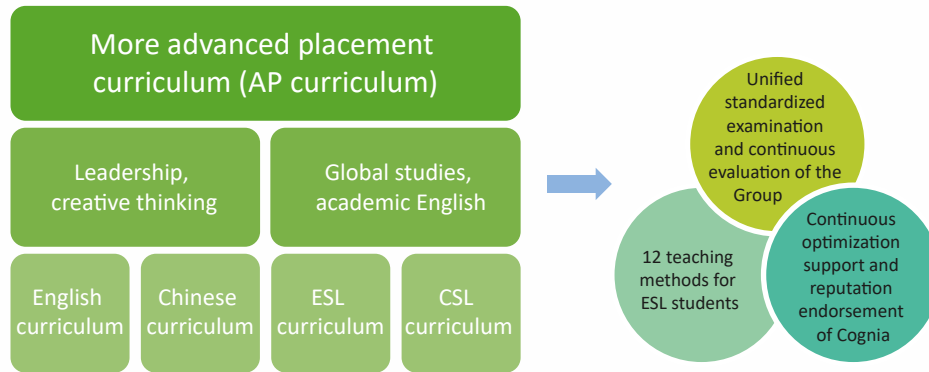 More advanced placement
curriculum (AP curriculum)
Leadership,
creative thinking
Global studies,
academic English
English
curriculum
Chinese
curriculum
ESL
curriculum
CSL
curriculum
Unified
standardized
examination
and continuous
evaluation of the
Group
12 teaching
methods for
ESL students
Continuous
optimization
support and
reputation
endorsement
of Cognia